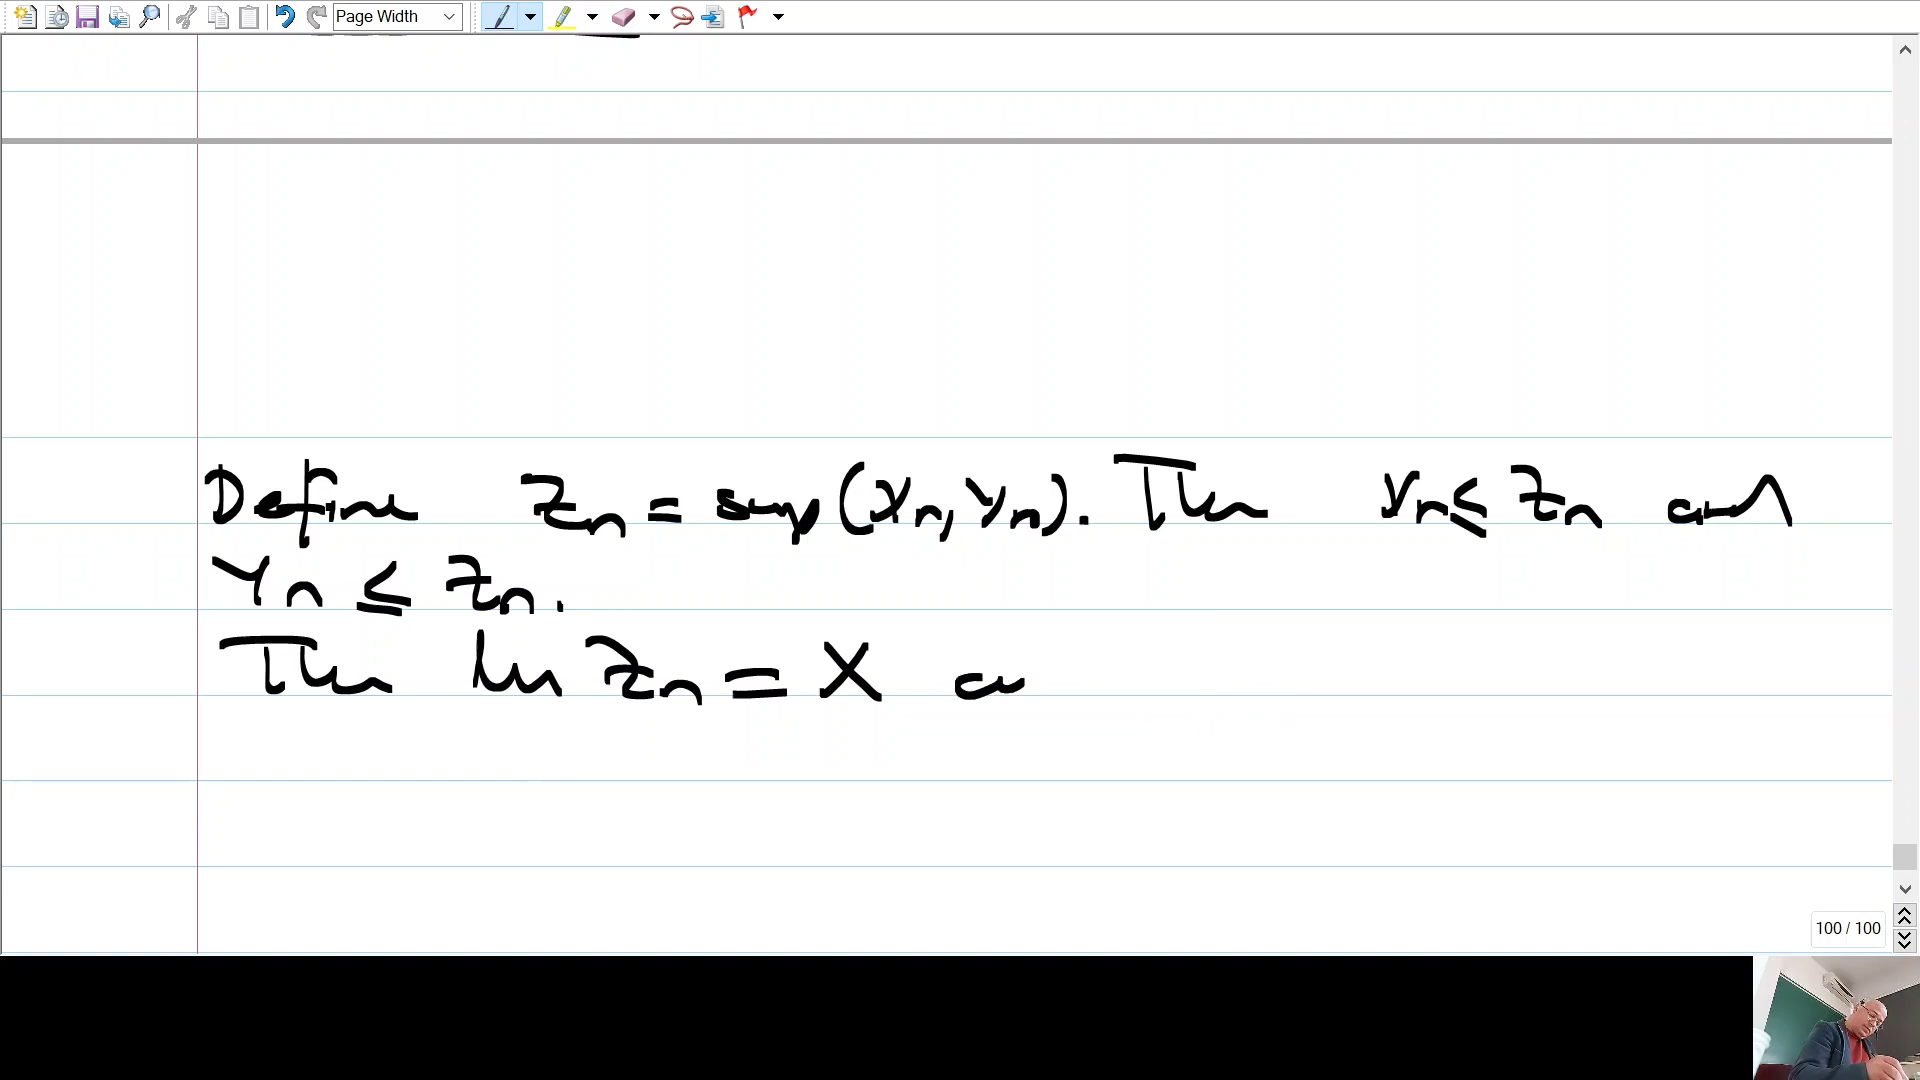 Page Width
Define Zn = sup(Xn, Yn). Then Xn ≤ Zn and
Yn ≤ Zn.
Then lim Zn = X a
100 / 100